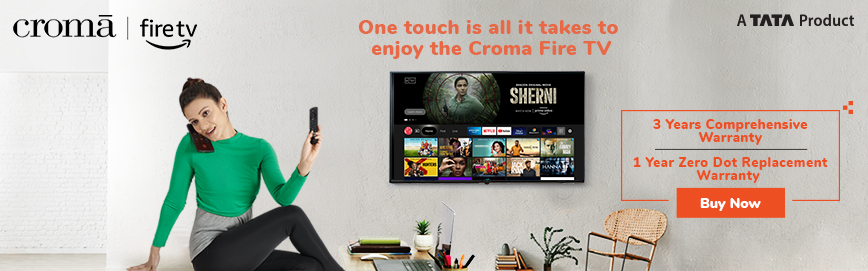 cromā | fire tv
One touch is all it takes to
enjoy the Croma Fire TV
A TATA Product
SHERNI
3 Years Comprehensive
Warranty
1 Year Zero Dot Replacement
Warranty
Buy Now